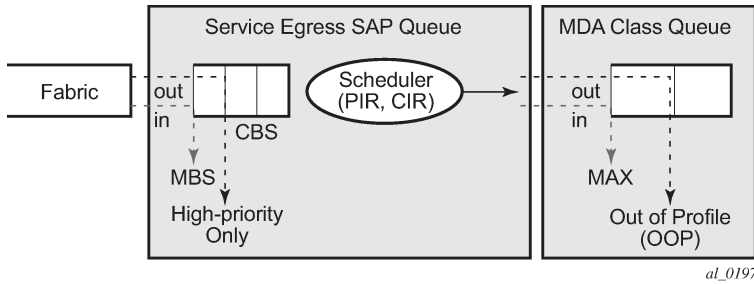 Service Egress SAP Queue
MDA Class Queue
Fabric
out
in
CBS
MBS
High-priority
Only
Scheduler
(PIR, CIR)
out
in
MAX
Out of Profile
(OOP)
al_0197